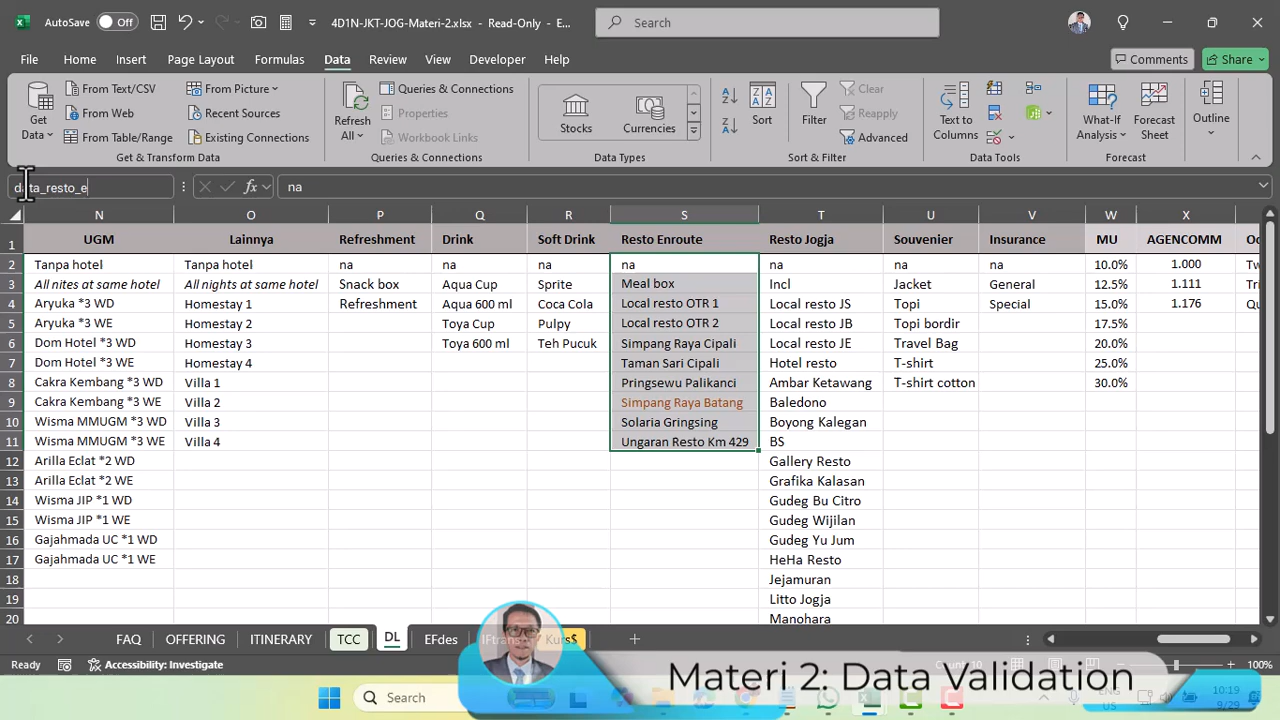 AutoSave Off 4D1N-JKT-JOG-Materi-2.xlsx - Read-Only - E... Search
File Home Insert Page Layout Formulas Data Review View Developer Help Comments Share
Get Data From Text/CSV From Web From Table/Range From Picture Recent Sources Existing Connections
Refresh All Queries & Connections Properties Workbook Links
Stocks Currencies Sort Filter Clear Reapply Advanced
Text to Columns What-If Analysis Forecast Sheet Outline
Get & Transform Data Queries & Connections Data Types Sort & Filter Data Tools Forecast
data_resto_e fx na
N O P Q R S T U V W X
1 UGM Lainnya Refreshment Drink Soft Drink Resto Enroute Resto Jogja Souvenier Insurance MU AGENCOMM
2 Tanpa hotel Tanpa hotel na na na na na na na 10.0% 1.000 Tw
3 All nites at same hotel All nights at same hotel Snack box Aqua Cup Sprite Meal box Incl Jacket General 12.5% 1.111
4 Aryuka *3 WD Homestay 1 Refreshment Aqua 600 ml Coca Cola Local resto OTR 1 Local resto JS Topi Special 15.0% 1.176
5 Aryuka *3 WE Homestay 2 Toya Cup Pulpy Local resto OTR 2 Local resto JB Topi bordir 17.5%
6 Dom Hotel *3 WD Homestay 3 Toya 600 ml Teh Pucuk Simpang Raya Cipali Local resto JE Travel Bag 20.0%
7 Dom Hotel *3 WE Homestay 4 Taman Sari Cipali Hotel resto T-shirt 25.0%
8 Cakra Kembang *3 WD Villa 1 Pringsewu Palikanci Ambar Ketawang T-shirt cotton 30.0%
9 Cakra Kembang *3 WE Villa 2 Simpang Raya Batang Baledono
10 Wisma MMUGM *3 WD Villa 3 Solaria Gringsing Boyong Kalegan
11 Wisma MMUGM *3 WE Villa 4 Ungaran Resto Km 429 BS
12 Arilla Eclat *2 WD Gallery Resto
13 Arilla Eclat *2 WE Grafika Kalasan
14 Wisma JIP *1 WD Gudeg Bu Citro
15 Wisma JIP *1 WE Gudeg Wijilan
16 Gajahmada UC *1 WD Gudeg Yu Jum
17 Gajahmada UC *1 WE HeHa Resto
18 Jejamuran
19 Litto Jogja
20 Manohara
FAQ OFFERING ITINERARY TCC DL EFdes Kurs$
Ready Accessibility: Investigate 100%
Materi 2: Data Validation
Search ENG 10:19
9/29